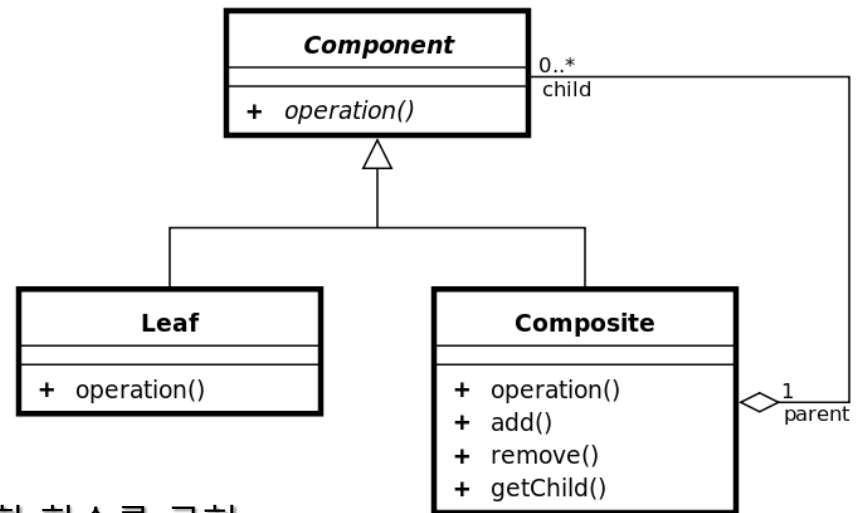 Component
0..*
child
+ operation()
Leaf
+ operation()
Composite
+ operation()
+ add()
+ remove()
+ getChild()
1
parent